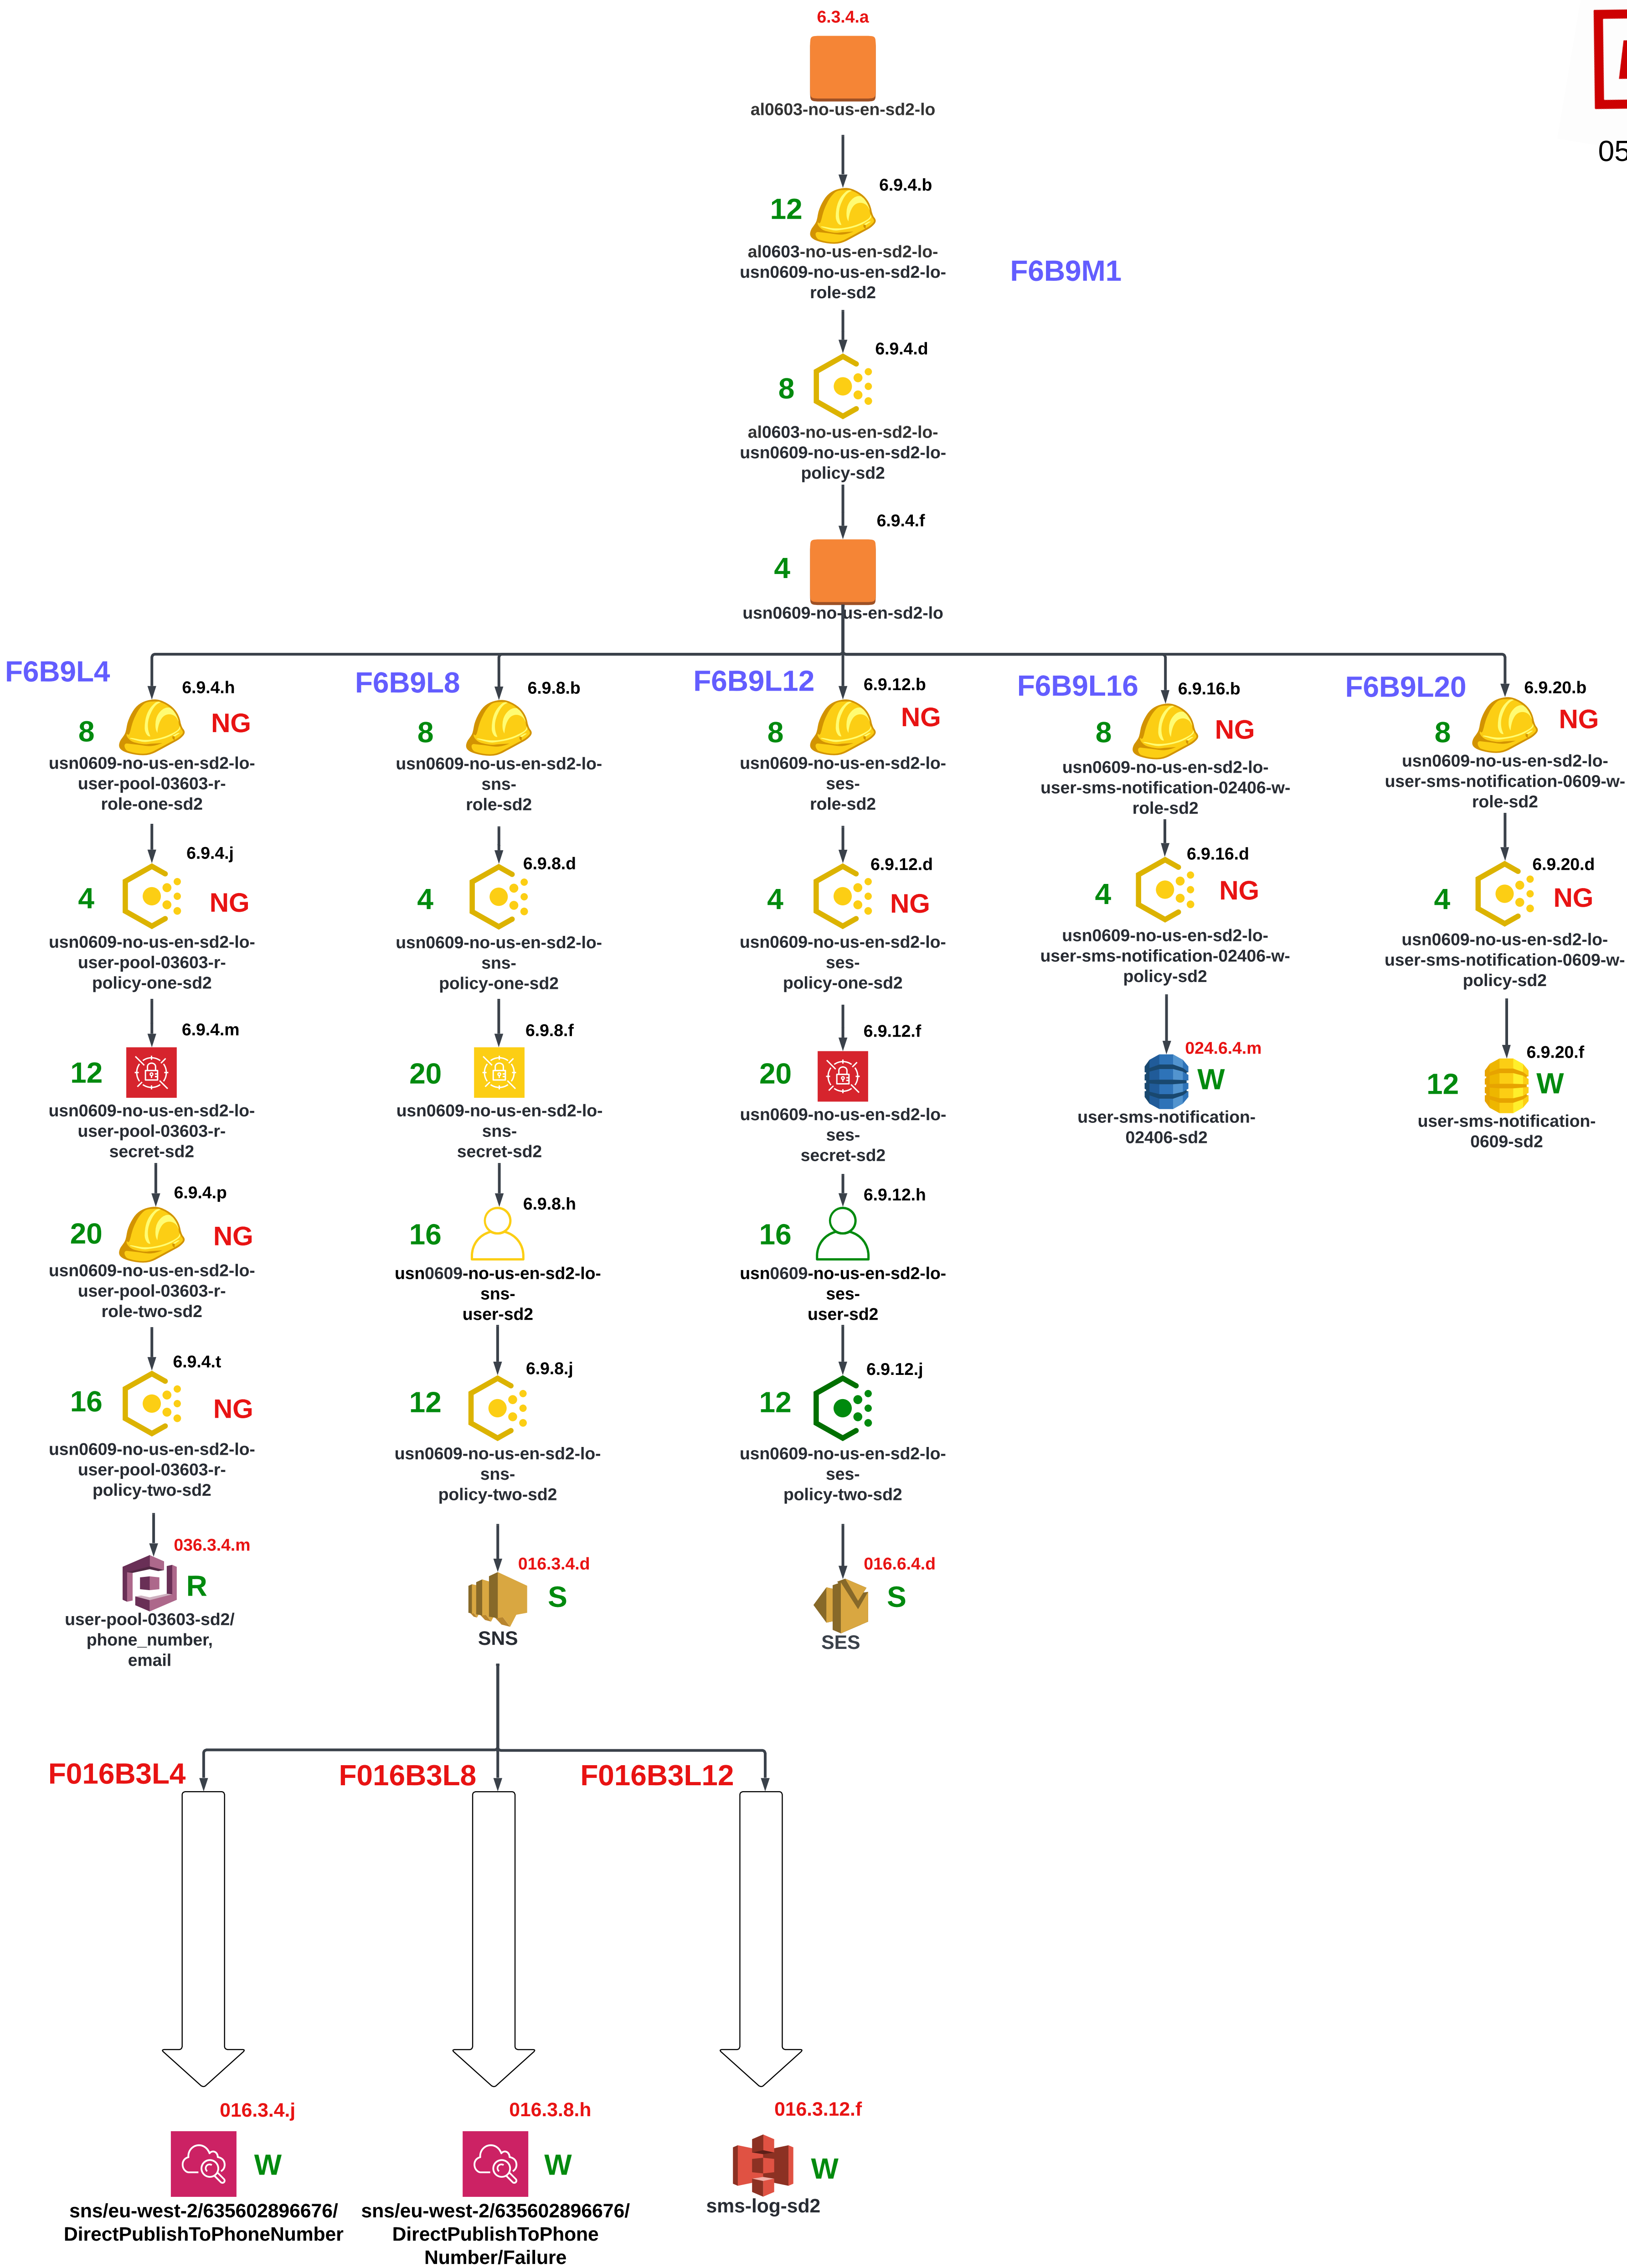 6.3.4.a
al0603-no-us-en-sd2-lo
05
6.9.4.b
12
al0603-no-us-en-sd2-lo-
usn0609-no-us-en-sd2-lo-
role-sd2
F6B9M1
6.9.4.d
8
al0603-no-us-en-sd2-lo-
usn0609-no-us-en-sd2-lo-
policy-sd2
6.9.4.f
4
usn0609-no-us-en-sd2-lo
F6B9L4
6.9.4.h
8
NG
usn0609-no-us-en-sd2-lo-
user-pool-03603-r-
role-one-sd2
6.9.4.j
4
NG
usn0609-no-us-en-sd2-lo-
user-pool-03603-r-
policy-one-sd2
6.9.4.m
12
usn0609-no-us-en-sd2-lo-
user-pool-03603-r-
secret-sd2
6.9.4.p
20
NG
usn0609-no-us-en-sd2-lo-
user-pool-03603-r-
role-two-sd2
6.9.4.t
16
NG
usn0609-no-us-en-sd2-lo-
user-pool-03603-r-
policy-two-sd2
036.3.4.m
R
user-pool-03603-sd2/
phone_number,
email
F6B9L8
6.9.8.b
8
usn0609-no-us-en-sd2-lo-
sns-
role-sd2
6.9.8.d
4
usn0609-no-us-en-sd2-lo-
sns-
policy-one-sd2
6.9.8.f
20
usn0609-no-us-en-sd2-lo-
sns-
secret-sd2
6.9.8.h
16
usn0609-no-us-en-sd2-lo-
sns-
user-sd2
6.9.8.j
12
usn0609-no-us-en-sd2-lo-
sns-
policy-two-sd2
016.3.4.d
S
SNS
F6B9L12
6.9.12.b
8
NG
usn0609-no-us-en-sd2-lo-
ses-
role-sd2
6.9.12.d
4
NG
usn0609-no-us-en-sd2-lo-
ses-
policy-one-sd2
6.9.12.f
20
usn0609-no-us-en-sd2-lo-
ses-
secret-sd2
6.9.12.h
16
usn0609-no-us-en-sd2-lo-
ses-
user-sd2
6.9.12.j
12
usn0609-no-us-en-sd2-lo-
ses-
policy-two-sd2
016.6.4.d
S
SES
F6B9L16
6.9.16.b
8
NG
usn0609-no-us-en-sd2-lo-
user-sms-notification-02406-w-
role-sd2
6.9.16.d
4
NG
usn0609-no-us-en-sd2-lo-
user-sms-notification-02406-w-
policy-sd2
024.6.4.m
W
user-sms-notification-
02406-sd2
F6B9L20
6.9.20.b
8
NG
usn0609-no-us-en-sd2-lo-
user-sms-notification-0609-w-
role-sd2
6.9.20.d
4
NG
usn0609-no-us-en-sd2-lo-
user-sms-notification-0609-w-
policy-sd2
6.9.20.f
12
W
user-sms-notification-
0609-sd2
F016B3L4
016.3.4.j
W
sns/eu-west-2/635602896676/
DirectPublishToPhoneNumber
F016B3L8
016.3.8.h
W
sns/eu-west-2/635602896676/
DirectPublishToPhone
Number/Failure
F016B3L12
016.3.12.f
W
sms-log-sd2